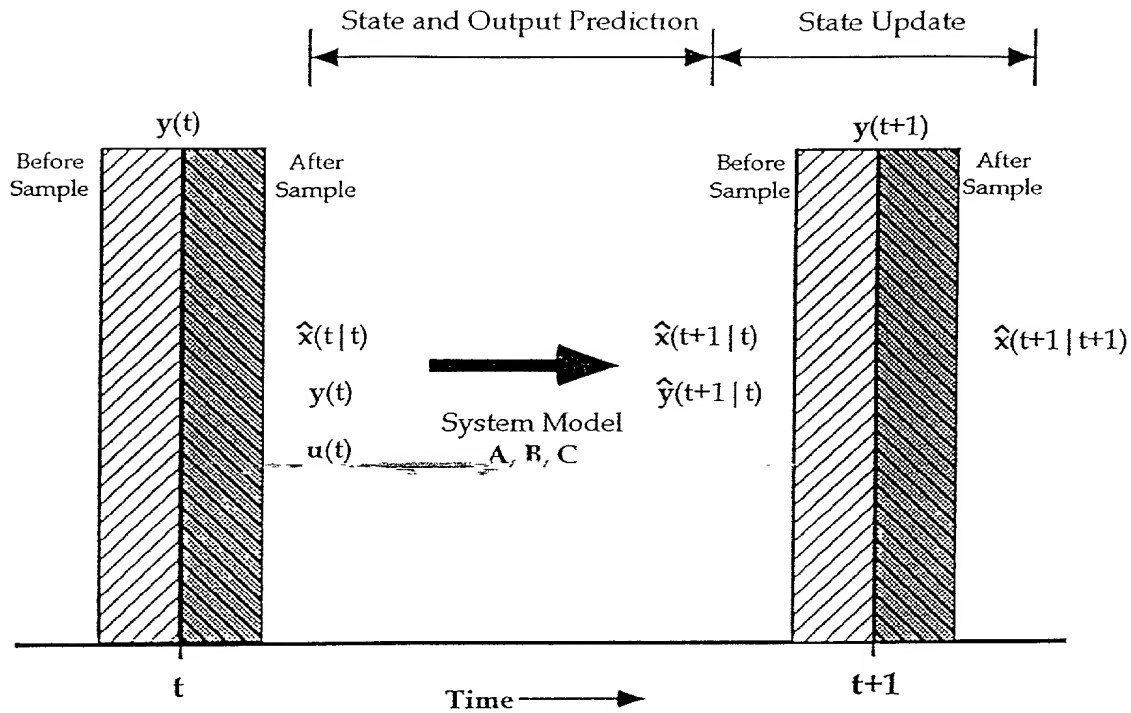 State and Output Prediction
State Update
y(t)
y(t+1)
Before
Sample
After
Sample
Before
Sample
After
Sample
x̂(t|t)
x̂(t+1|t)
x̂(t+1|t+1)
y(t)
ŷ(t+1|t)
System Model
u(t)
A, B, C
t
t+1
Time